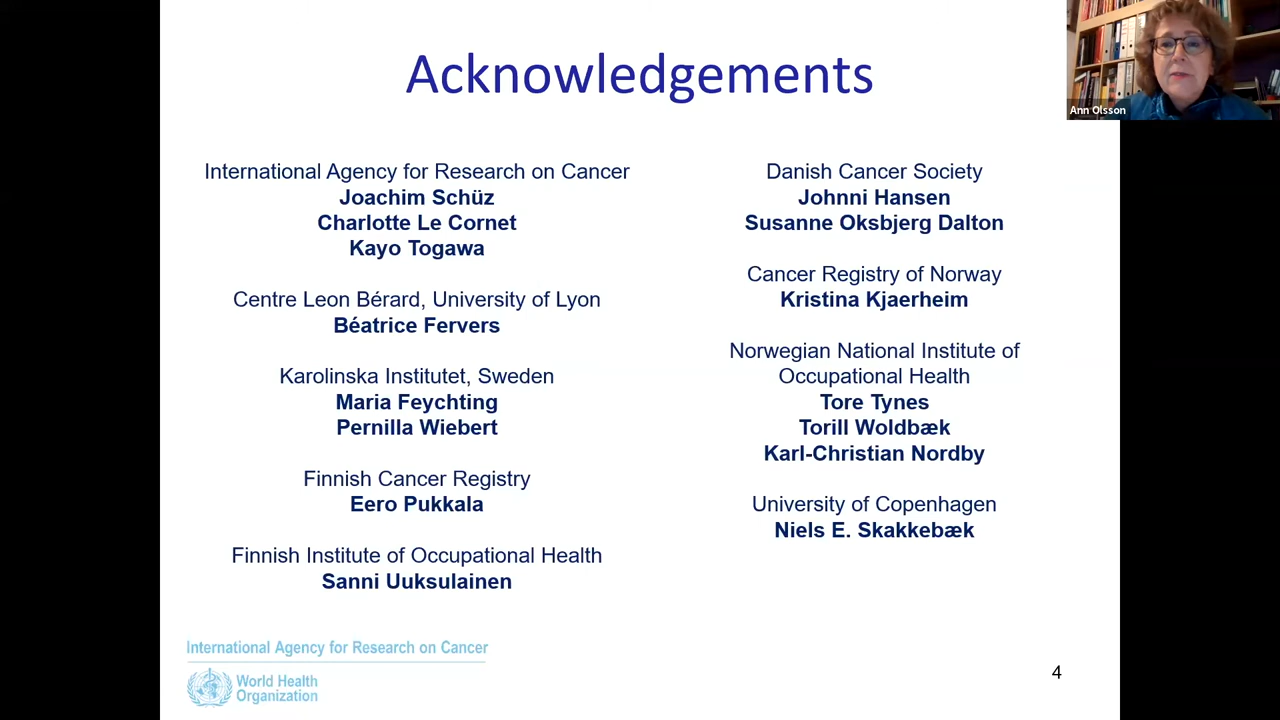 Acknowledgements
Ann Olsson
International Agency for Research on Cancer
Joachim Schüz
Charlotte Le Cornet
Kayo Togawa
Centre Leon Bérard, University of Lyon
Béatrice Fervers
Karolinska Institutet, Sweden
Maria Feychting
Pernilla Wiebert
Finnish Cancer Registry
Eero Pukkala
Finnish Institute of Occupational Health
Sanni Uuksulainen
Danish Cancer Society
Johnni Hansen
Susanne Oksbjerg Dalton
Cancer Registry of Norway
Kristina Kjaerheim
Norwegian National Institute of
Occupational Health
Tore Tynes
Torill Woldbæk
Karl-Christian Nordby
University of Copenhagen
Niels E. Skakkebæk
International Agency for Research on Cancer
World Health
Organization
4